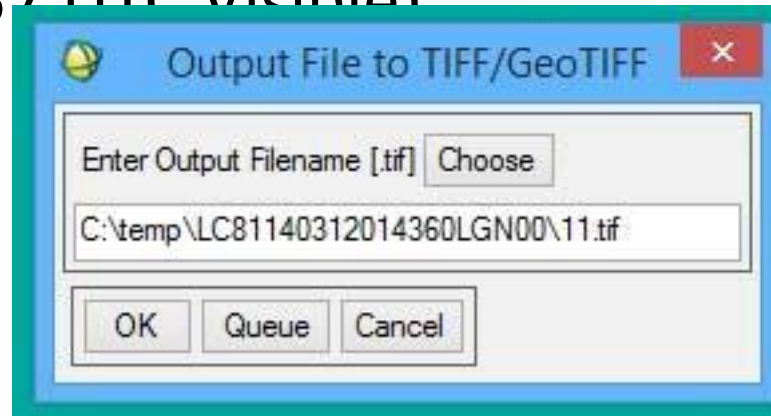 Output File to TIFF/GeoTIFF
Enter Output Filename [.tif] Choose
C:\temp\LC81140312014360LGN00\11.tif
OK Queue Cancel